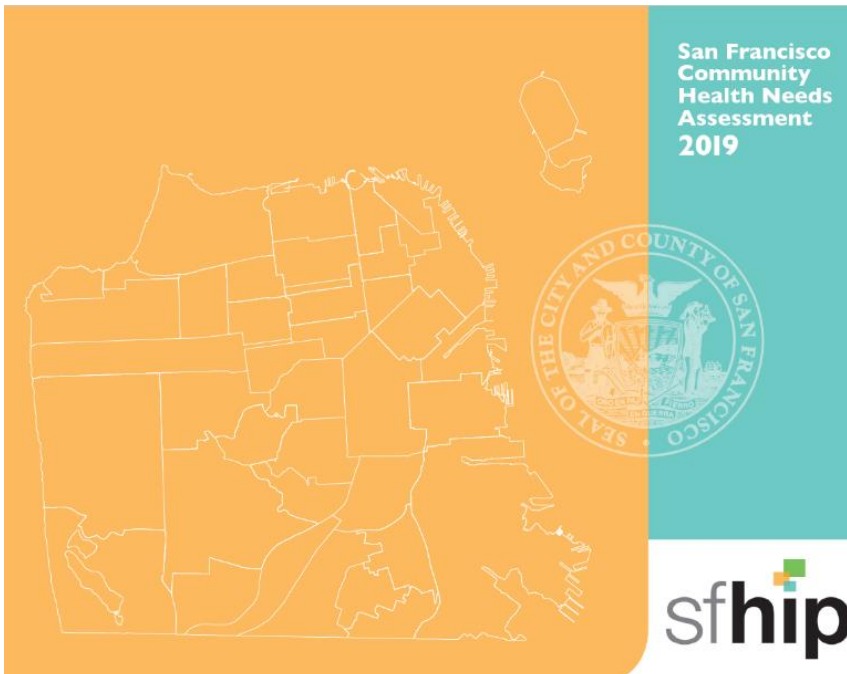 San Francisco
Community
Health Needs
Assessment
2019
SEAL OF THE CITY AND COUNTY OF SAN FRANCISCO
sfhip